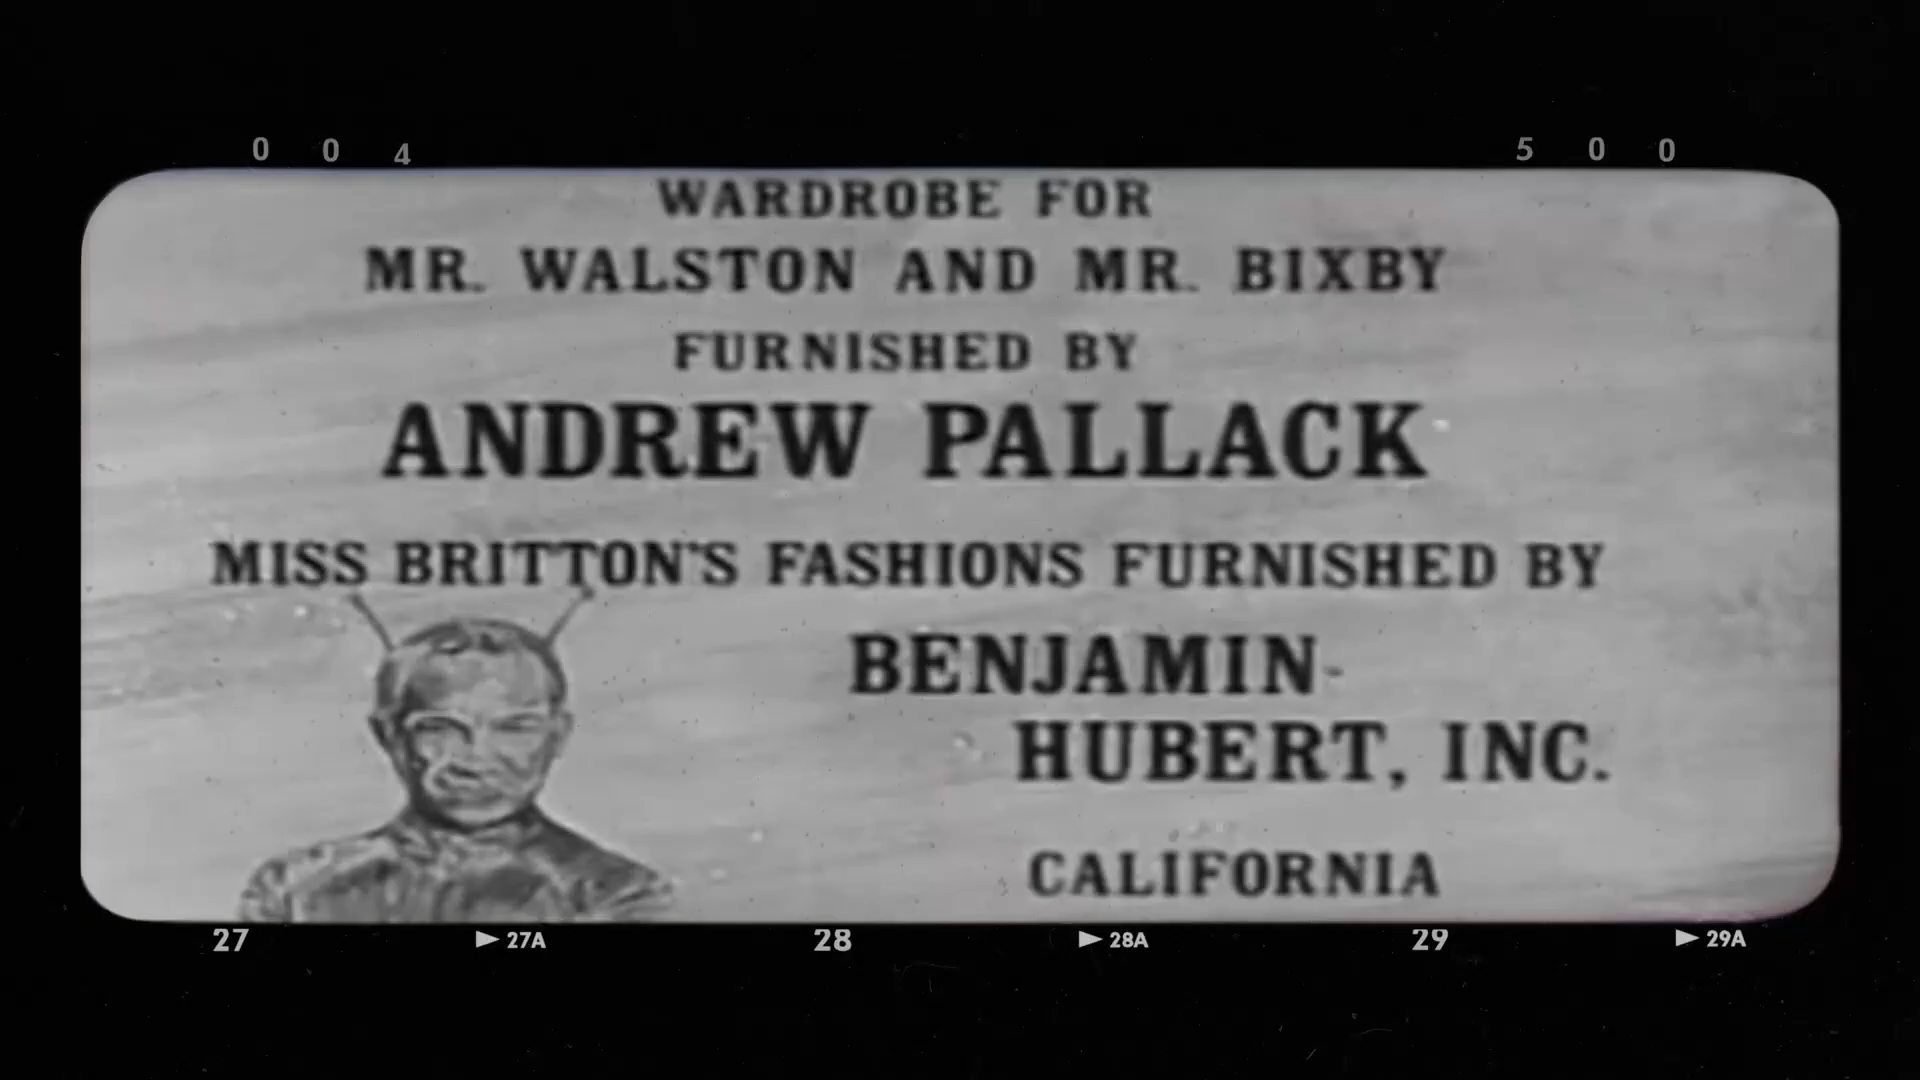 0 0 4 5 0 0
WARDROBE FOR
MR. WALSTON AND MR. BIXBY
FURNISHED BY
ANDREW PALLACK
MISS BRITTON'S FASHIONS FURNISHED BY
BENJAMIN-
HUBERT, INC.
CALIFORNIA
27 ▶ 27A 28 ▶ 28A 29 ▶ 29A